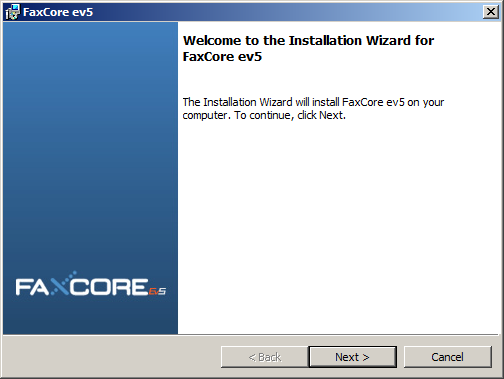 FaxCore ev5
Welcome to the Installation Wizard for
FaxCore ev5
The Installation Wizard will install FaxCore ev5 on your
computer. To continue, click Next.
FAXCORE ev5
< Back
Next >
Cancel